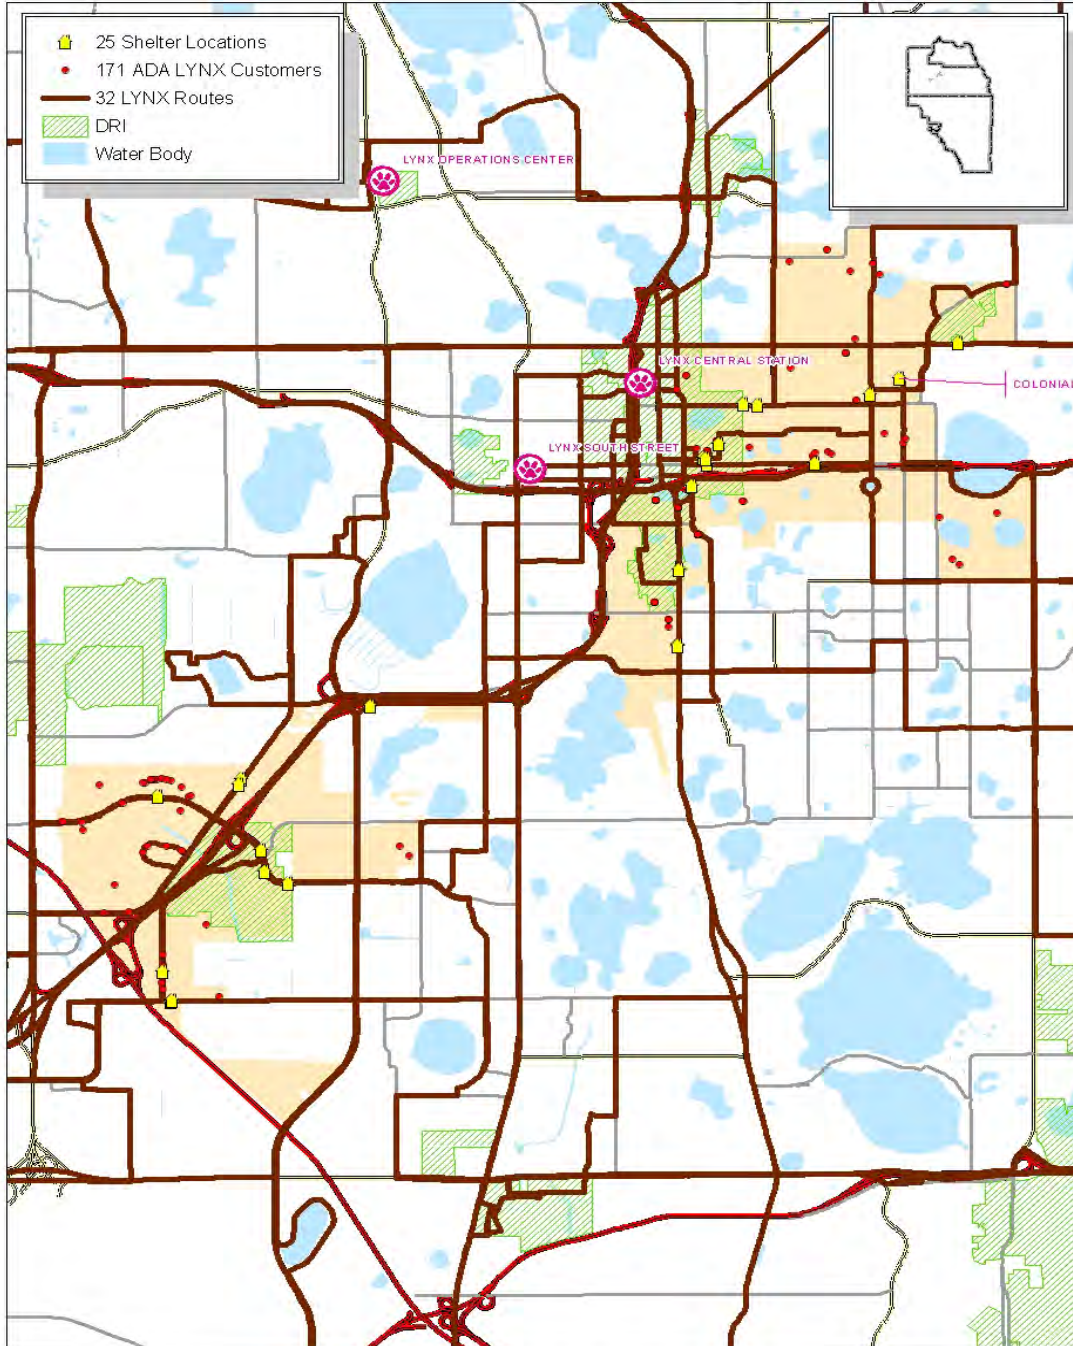 25 Shelter Locations
171 ADA LYNX Customers
32 LYNX Routes
DRI
Water Body
LYNX OPERATIONS CENTER
LYNX CENTRAL STATION
COLONIAL
LYNX SOUTH STREET